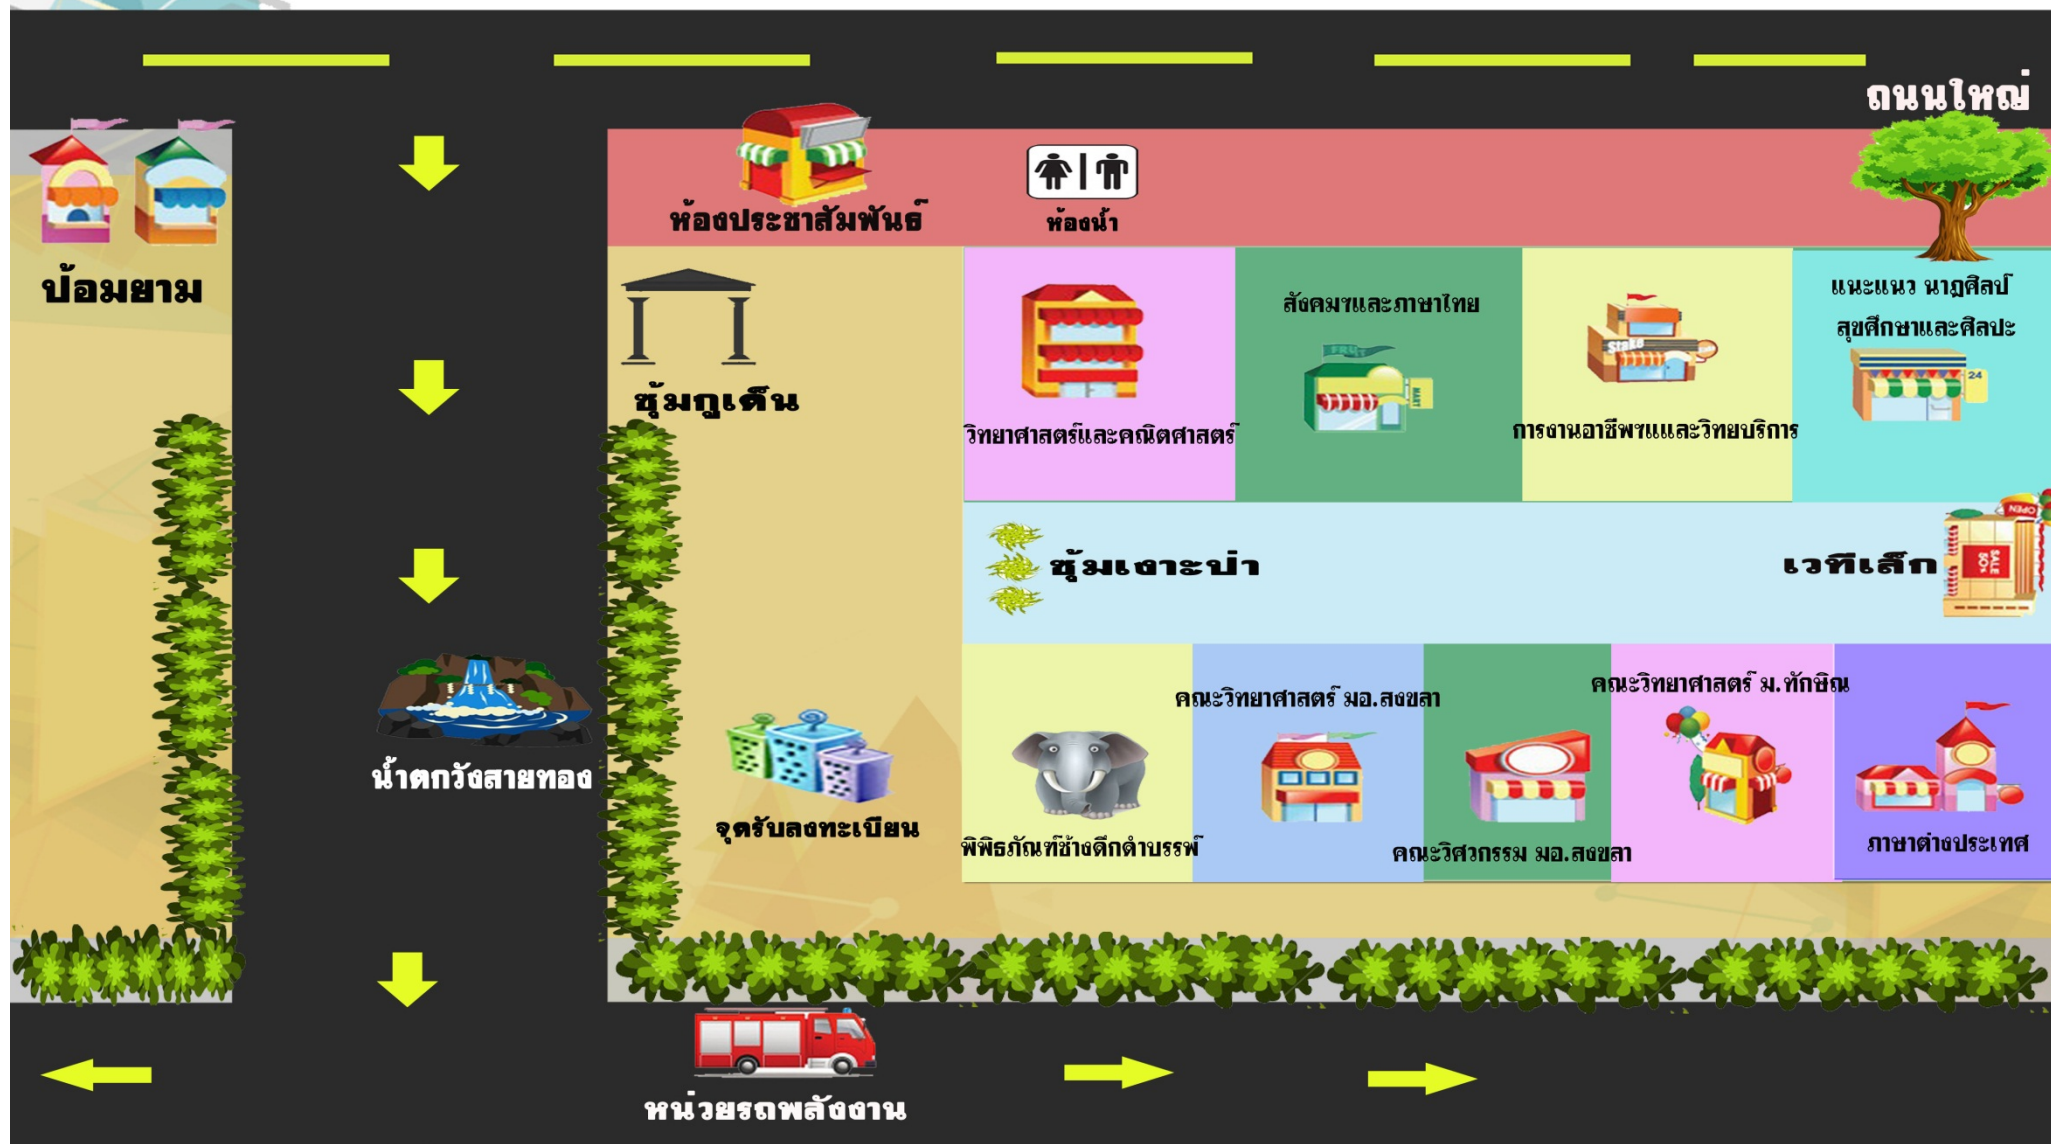 ถนนใหญ่
ห้องประชาสัมพันธ์
ห้องน้ำ
ป้อมยาม
ซุ้มกูเด็น
วิทยาศาสตร์และคณิตศาสตร์
สังคมฯและภาษาไทย
FRUIT
MART
Stake
การงานอาชีพฯแและวิทยบริการ
แนะแนว นาฎศิลป์
สุขศึกษาและศิลปะ
24
ซุ้มเงาะป่า
เวทีเล็ก
OPEN
SALE
50%
น้ำตกวังสายทอง
จุดรับลงทะเบียน
พิพิธภัณฑ์ช้างดึกดำบรรพ์
คณะวิทยาศาสตร์ มอ.สงขลา
คณะวิศวกรรม มอ.สงขลา
คณะวิทยาศาสตร์ ม.ทักษิณ
ภาษาต่างประเทศ
หน่วยรถพลังงาน